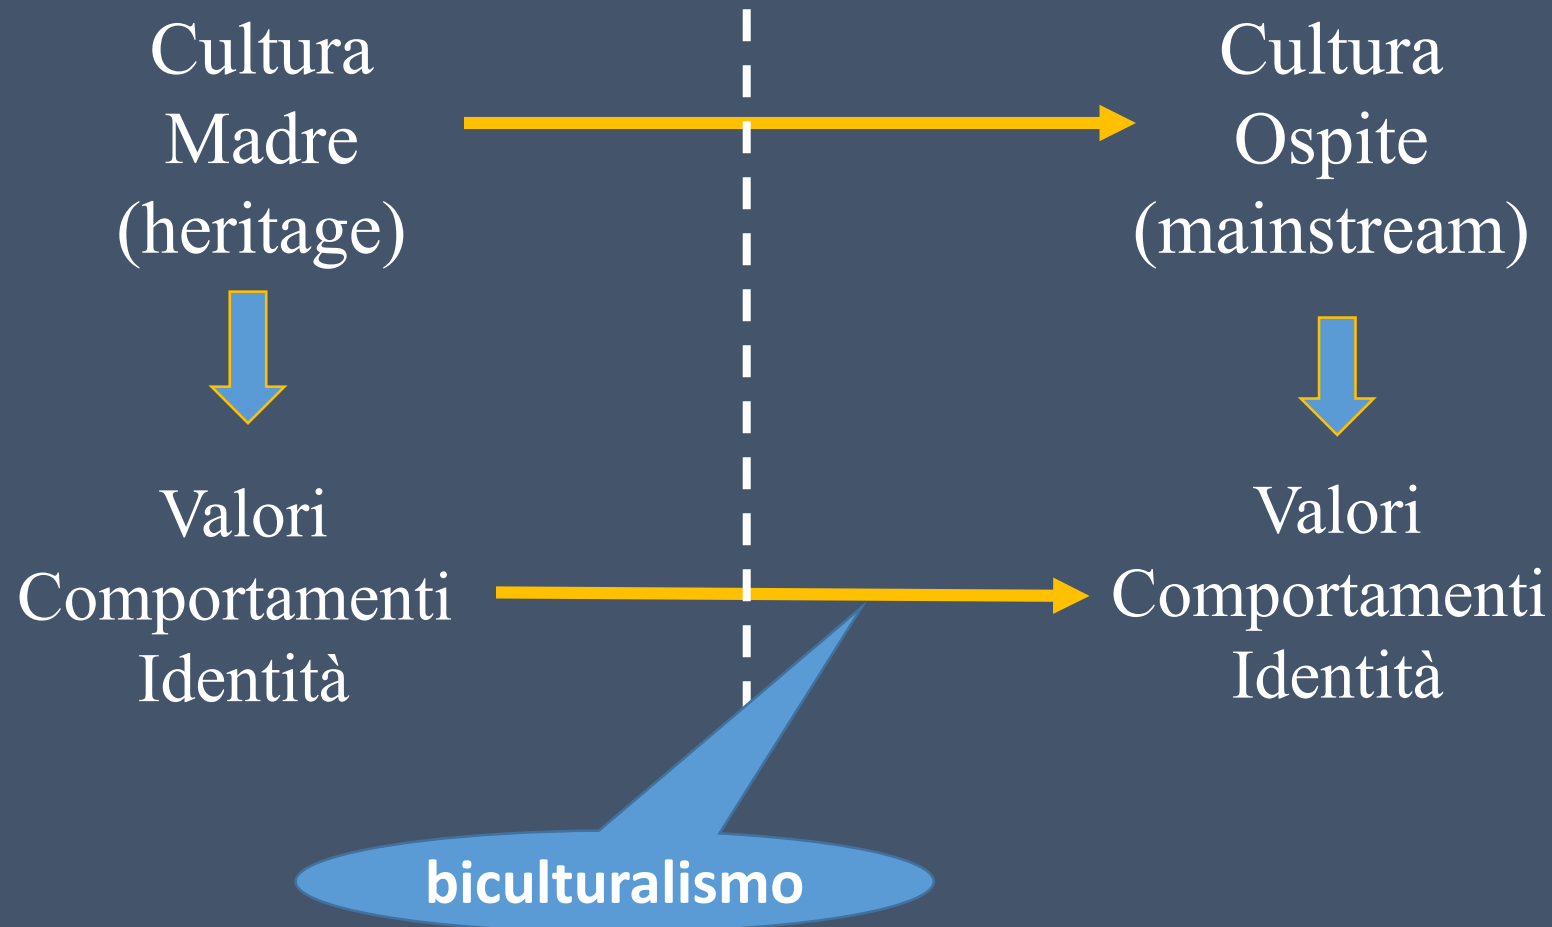 Cultura
Madre
(heritage)
Cultura
Ospite
(mainstream)
Valori
Comportamenti
Identità
Valori
Comportamenti
Identità
biculturalismo